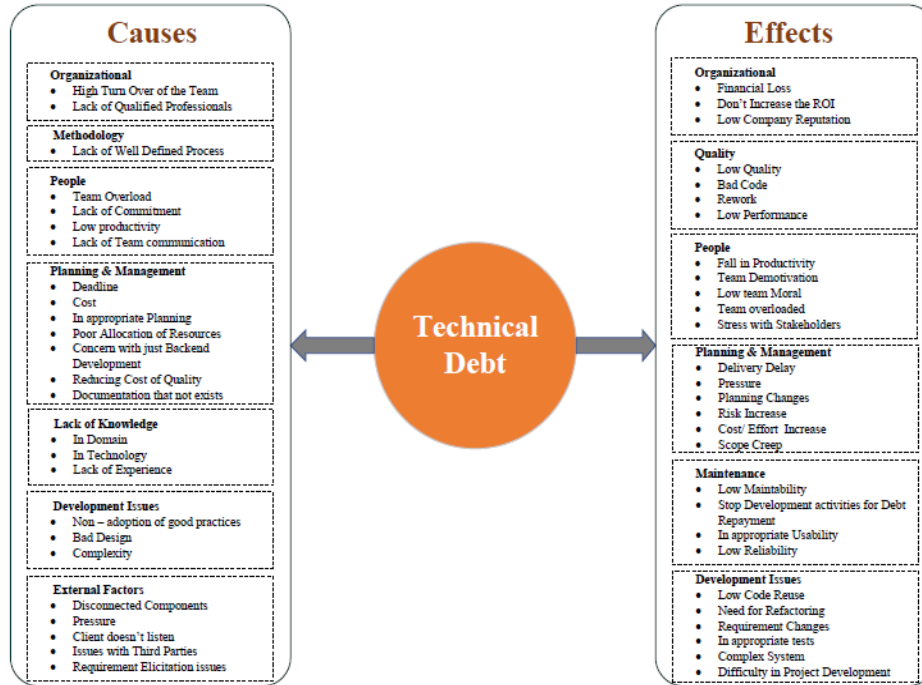 Causes
Organizational
• High Turn Over of the Team
• Lack of Qualified Professionals
Methodology
• Lack of Well Defined Process
People
• Team Overload
• Lack of Commitment
• Low productivity
• Lack of Team communication
Planning & Management
• Deadline
• Cost
• In appropriate Planning
• Poor Allocation of Resources
• Concern with just Backend
Development
• Reducing Cost of Quality
• Documentation that not exists
Lack of Knowledge
• In Domain
• In Technology
• Lack of Experience
Development Issues
• Non – adoption of good practices
• Bad Design
• Complexity
External Factors
• Disconnected Components
• Pressure
• Client doesn't listen
• Issues with Third Parties
• Requirement Elicitation issues
Technical
Debt
Effects
Organizational
• Financial Loss
• Don't Increase the ROI
• Low Company Reputation
Quality
• Low Quality
• Bad Code
• Rework
• Low Performance
People
• Fall in Productivity
• Team Demotivation
• Low team Moral
• Team overloaded
• Stress with Stakeholders
Planning & Management
• Delivery Delay
• Pressure
• Planning Changes
• Risk Increase
• Cost/ Effort Increase
• Scope Creep
Maintenance
• Low Maintability
• Stop Development activities for Debt
Repayment
• In appropriate Usability
• Low Reliability
Development Issues
• Low Code Reuse
• Need for Refactoring
• Requirement Changes
• In appropriate tests
• Complex System
• Difficulty in Project Development